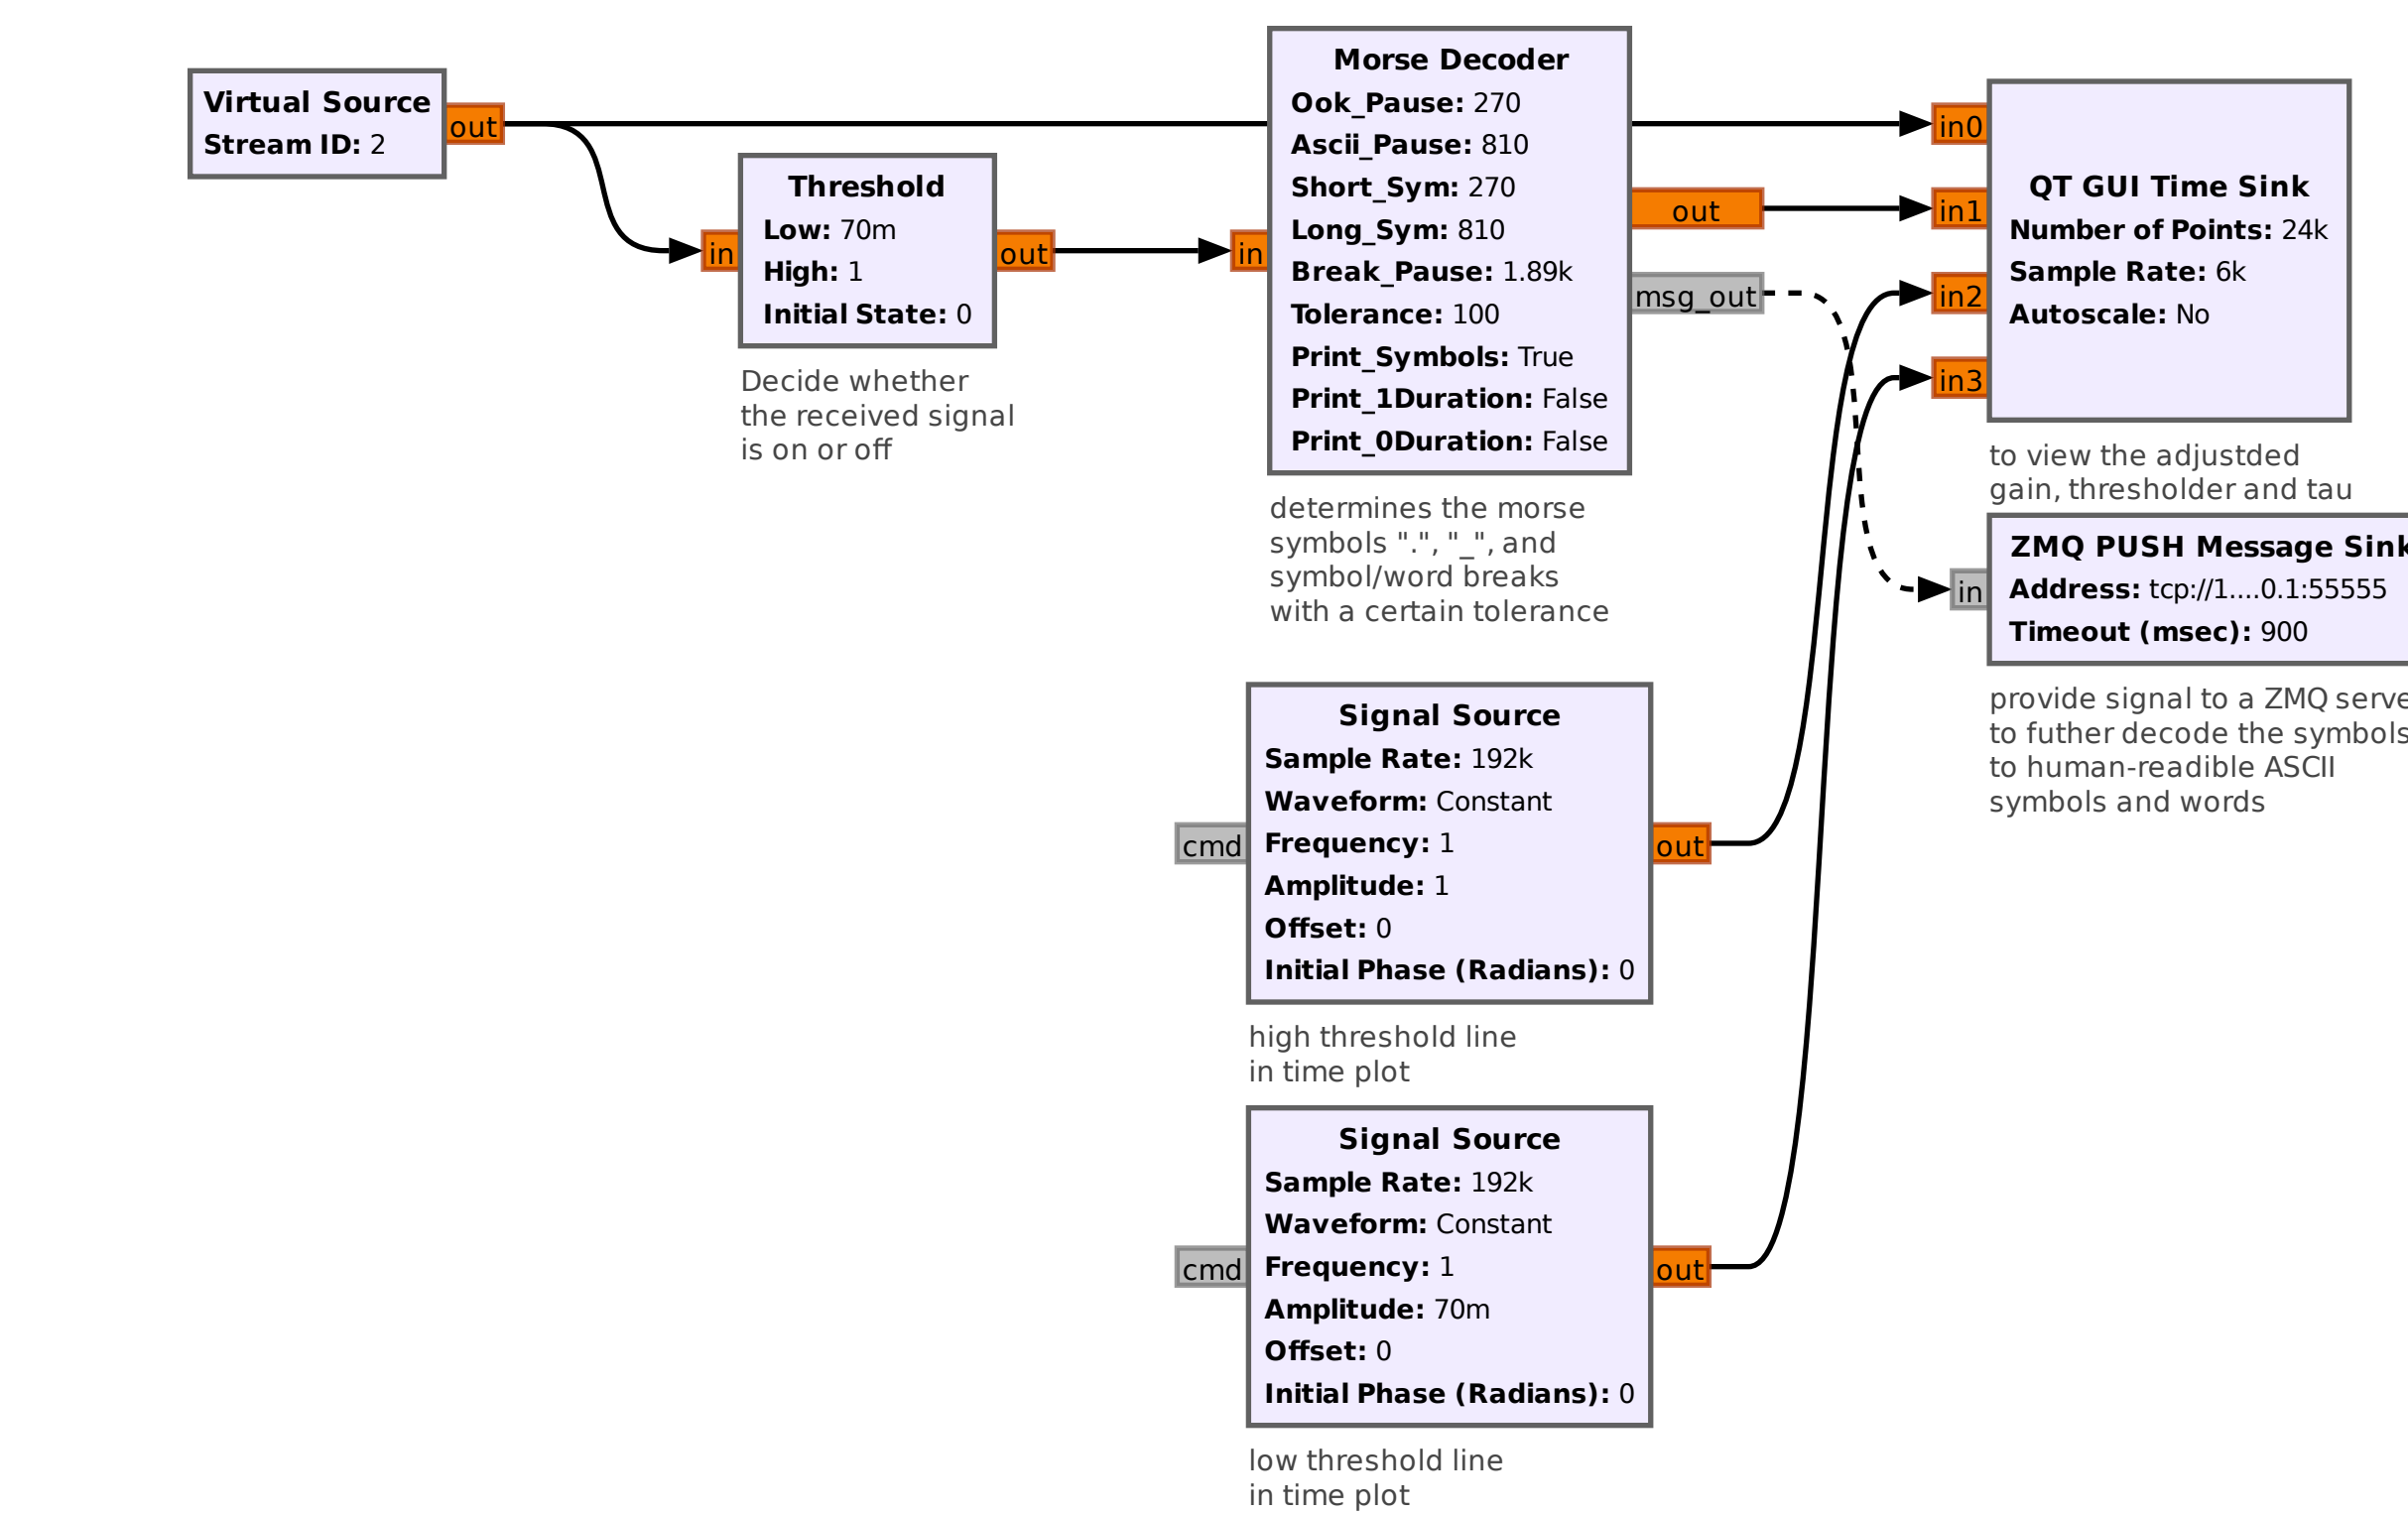 Virtual Source
Stream ID: 2
out
Threshold
Low: 70m
High: 1
Initial State: 0
in
out
Decide whether
the received signal
is on or off
Morse Decoder
Ook_Pause: 270
Ascii_Pause: 810
Short_Sym: 270
Long_Sym: 810
Break_Pause: 1.89k
Tolerance: 100
Print_Symbols: True
Print_1Duration: False
Print_0Duration: False
in
out
msg_out
determines the morse
symbols ".", "_", and
symbol/word breaks
with a certain tolerance
QT GUI Time Sink
Number of Points: 24k
Sample Rate: 6k
Autoscale: No
in0
in1
in2
in3
to view the adjustded
gain, thresholder and tau
ZMQ PUSH Message Sink
Address: tcp://1....0.1:55555
Timeout (msec): 900
in
provide signal to a ZMQ serve
to futher decode the symbols
to human-readible ASCII
symbols and words
Signal Source
Sample Rate: 192k
Waveform: Constant
Frequency: 1
Amplitude: 1
Offset: 0
Initial Phase (Radians): 0
cmd
out
high threshold line
in time plot
Signal Source
Sample Rate: 192k
Waveform: Constant
Frequency: 1
Amplitude: 70m
Offset: 0
Initial Phase (Radians): 0
cmd
out
low threshold line
in time plot